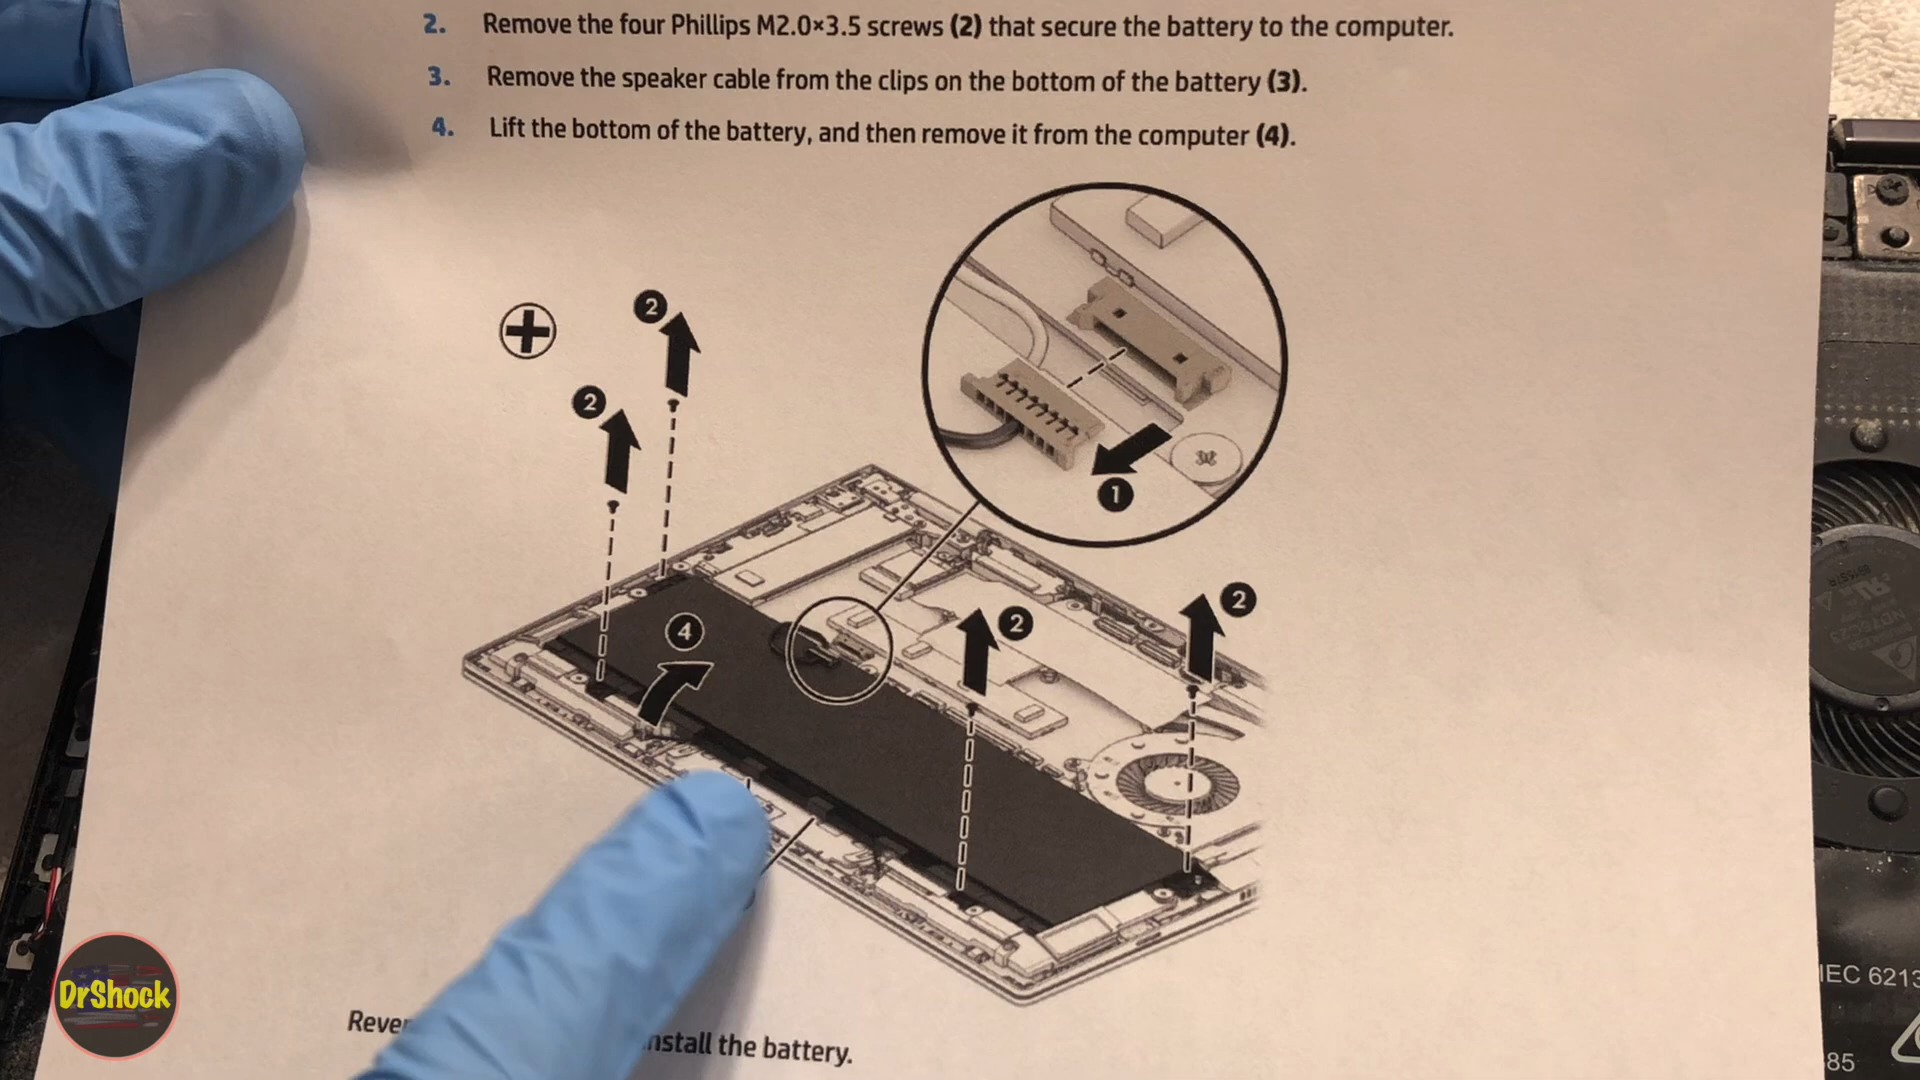 2. Remove the four Phillips M2.0×3.5 screws (2) that secure the battery to the computer.
3. Remove the speaker cable from the clips on the bottom of the battery (3).
4. Lift the bottom of the battery, and then remove it from the computer (4).
2
2
1
2
2
4
IEC 6213
85
DrShock
install the battery.